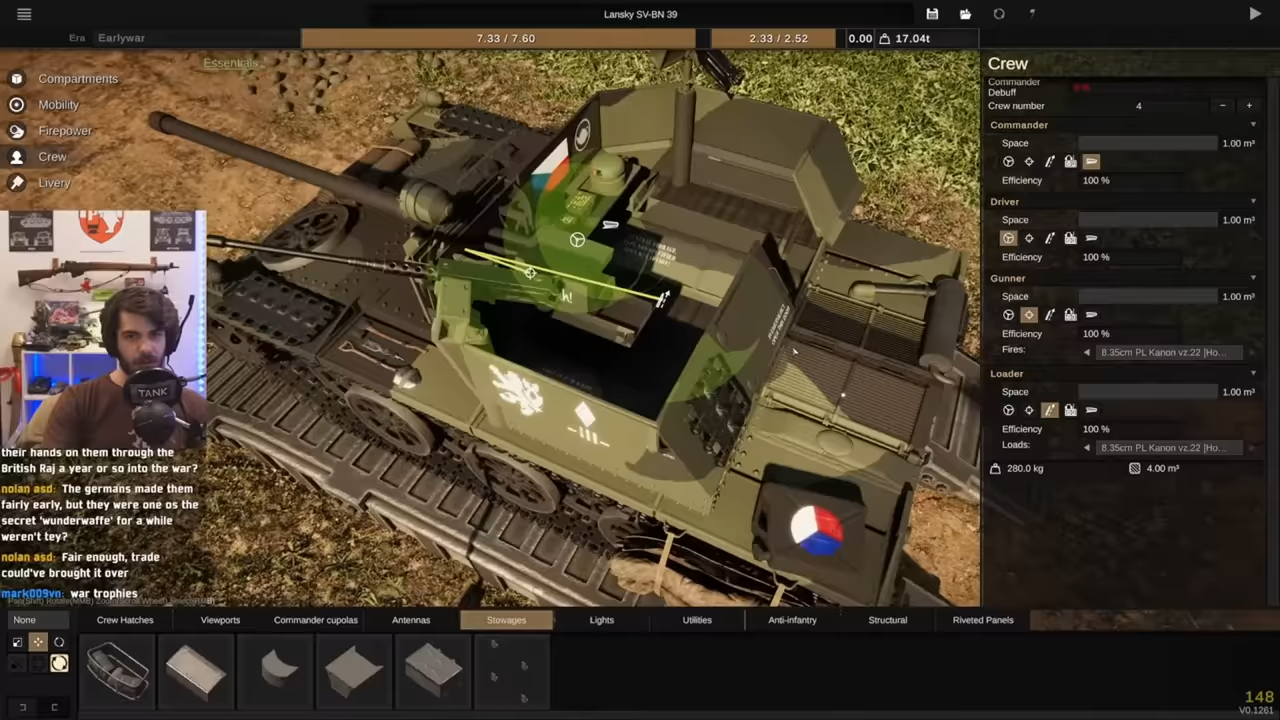 Lansky SV-BN 39
Era Earlywar 7.33 / 7.60 2.33 / 2.52 0.00 17.04t
Essentials
Compartments
Mobility
Firepower
Crew
Livery
Crew
Commander
Debuff
Crew number 4 - +
Commander
Space 1.00 m³
Efficiency 100 %
Driver
Space 1.00 m³
Efficiency 100 %
Gunner
Space 1.00 m³
Efficiency 100 %
Fires: 8.35cm PL Kanon vz.22 [Ho...
Loader
Space 1.00 m³
Efficiency 100 %
Loads: 8.35cm PL Kanon vz.22 [Ho...
280.0 kg 4.00 m³
TANK
their hands on them through the
British Raj a year or so into the war?
nolan asd: The germans made them
fairly early, but they were one os the
secret 'wunderwaffe' for a while
weren't tey?
nolan asd: Fair enough, trade
could've brought it over
mark009vn: war trophies
None
Crew Hatches
Viewports
Commander cupolas
Antennas
Stowages
Lights
Utilities
Anti-infantry
Structural
Riveted Panels
148
V0.1261